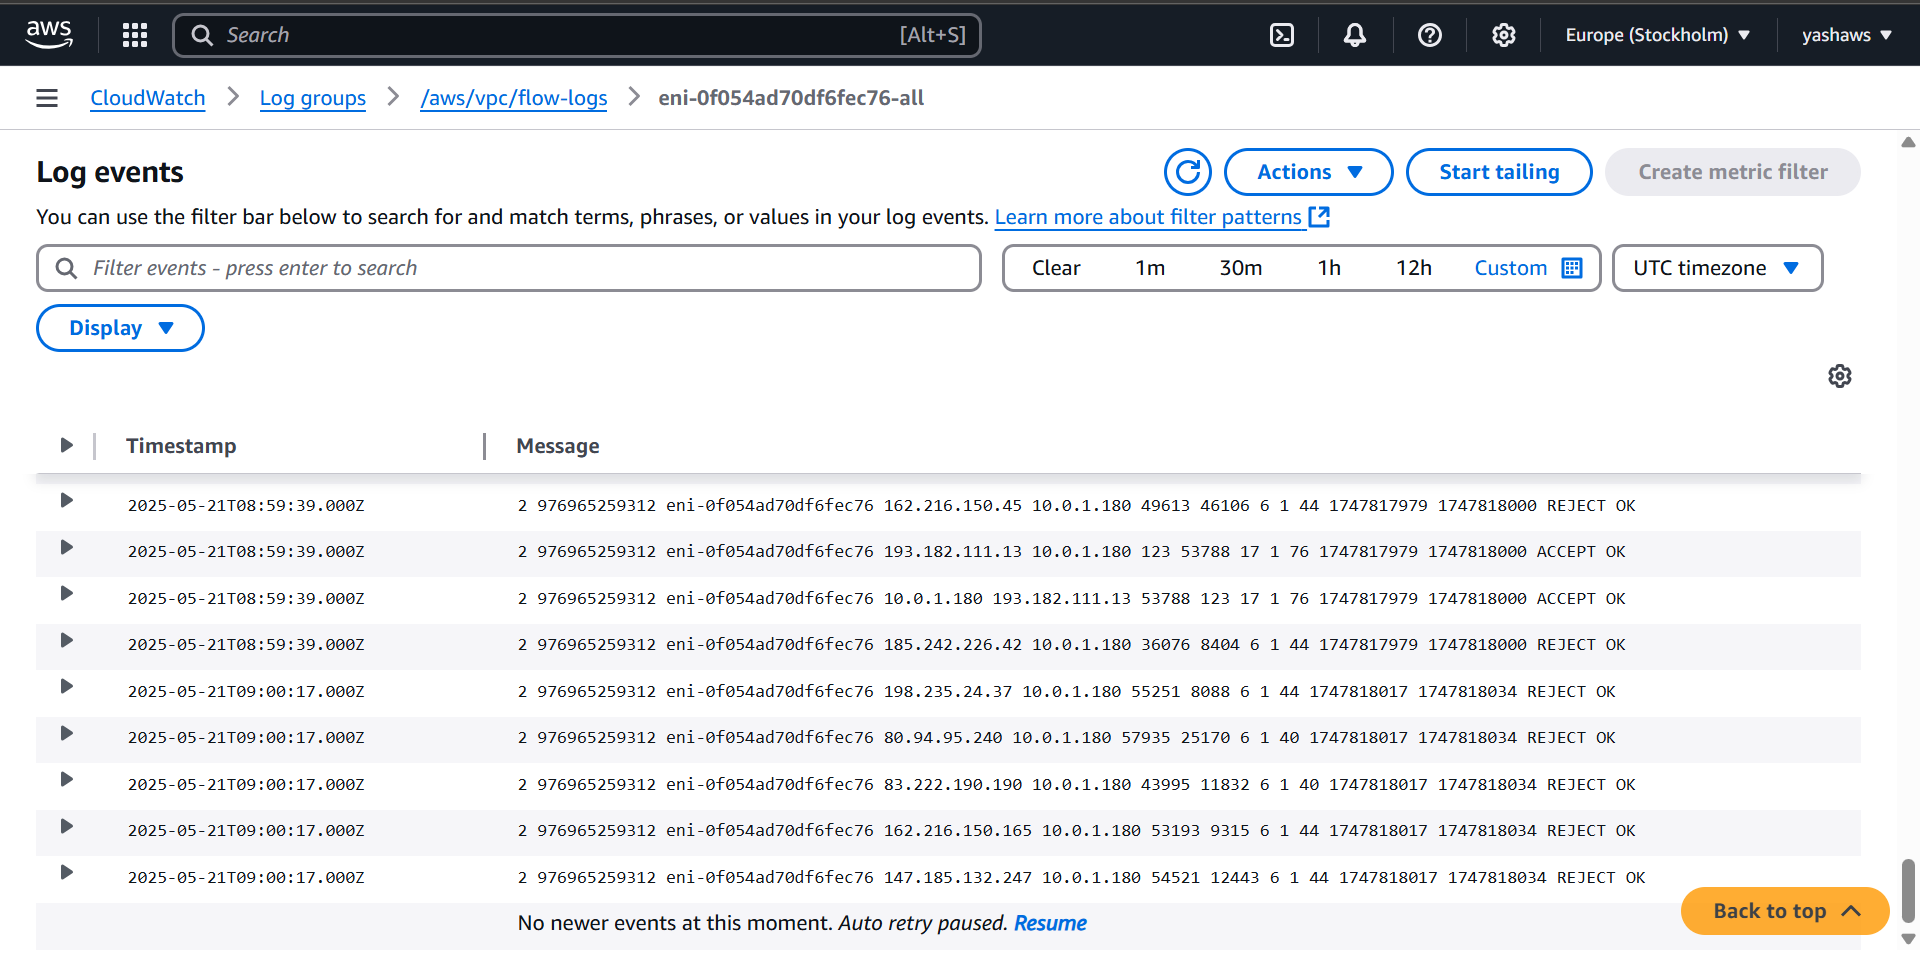 aws Search [Alt+S] Europe (Stockholm) yashaws
CloudWatch Log groups /aws/vpc/flow-logs eni-0f054ad70df6fec76-all
Log events Actions Start tailing Create metric filter
You can use the filter bar below to search for and match terms, phrases, or values in your log events. Learn more about filter patterns
Filter events - press enter to search Clear 1m 30m 1h 12h Custom UTC timezone
Display
Timestamp Message
2025-05-21T08:59:39.000Z 2 976965259312 eni-0f054ad70df6fec76 162.216.150.45 10.0.1.180 49613 46106 6 1 44 1747817979 1747818000 REJECT OK
2025-05-21T08:59:39.000Z 2 976965259312 eni-0f054ad70df6fec76 193.182.111.13 10.0.1.180 123 53788 17 1 76 1747817979 1747818000 ACCEPT OK
2025-05-21T08:59:39.000Z 2 976965259312 eni-0f054ad70df6fec76 10.0.1.180 193.182.111.13 53788 123 17 1 76 1747817979 1747818000 ACCEPT OK
2025-05-21T08:59:39.000Z 2 976965259312 eni-0f054ad70df6fec76 185.242.226.42 10.0.1.180 36076 8404 6 1 44 1747817979 1747818000 REJECT OK
2025-05-21T09:00:17.000Z 2 976965259312 eni-0f054ad70df6fec76 198.235.24.37 10.0.1.180 55251 8088 6 1 44 1747818017 1747818034 REJECT OK
2025-05-21T09:00:17.000Z 2 976965259312 eni-0f054ad70df6fec76 80.94.95.240 10.0.1.180 57935 25170 6 1 40 1747818017 1747818034 REJECT OK
2025-05-21T09:00:17.000Z 2 976965259312 eni-0f054ad70df6fec76 83.222.190.190 10.0.1.180 43995 11832 6 1 40 1747818017 1747818034 REJECT OK
2025-05-21T09:00:17.000Z 2 976965259312 eni-0f054ad70df6fec76 162.216.150.165 10.0.1.180 53193 9315 6 1 44 1747818017 1747818034 REJECT OK
2025-05-21T09:00:17.000Z 2 976965259312 eni-0f054ad70df6fec76 147.185.132.247 10.0.1.180 54521 12443 6 1 44 1747818017 1747818034 REJECT OK
No newer events at this moment. Auto retry paused. Resume
Back to top